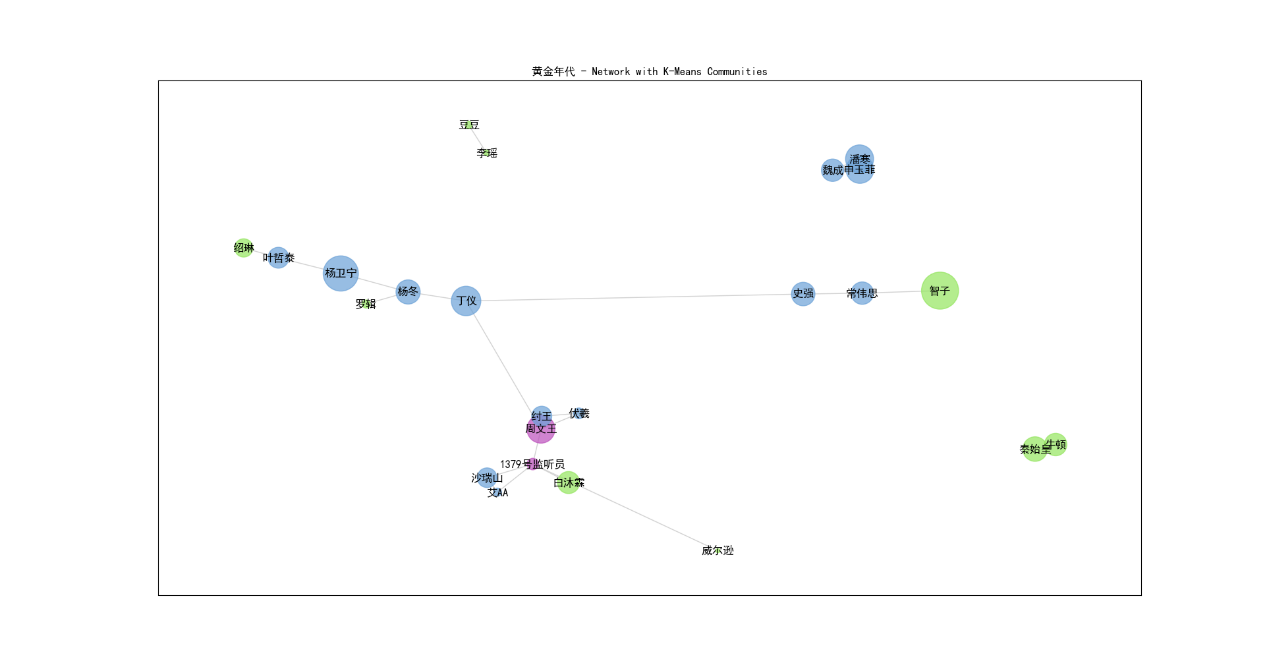 黄金年代 - Network with K-Means Communities
豆豆
李瑶
潘寒
魏成
申玉菲
绍琳
叶哲泰
杨卫宁
杨冬
罗辑
丁仪
史强
常伟思
智子
纣王
伏羲
周文王
牛顿
秦始皇
1379号监听员
沙瑞山
白沐霖
艾AA
威尔逊